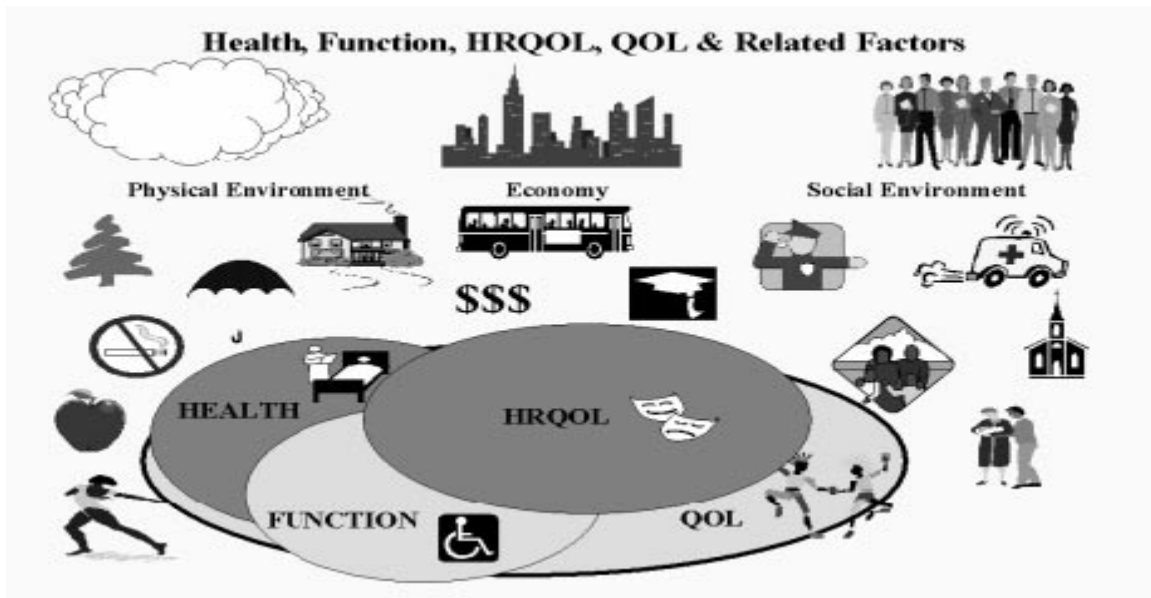 Health, Function, HRQOL, QOL & Related Factors
Physical Environment
Economy
Social Environment
$$$
J
HEALTH
HRQOL
FUNCTION
QOL